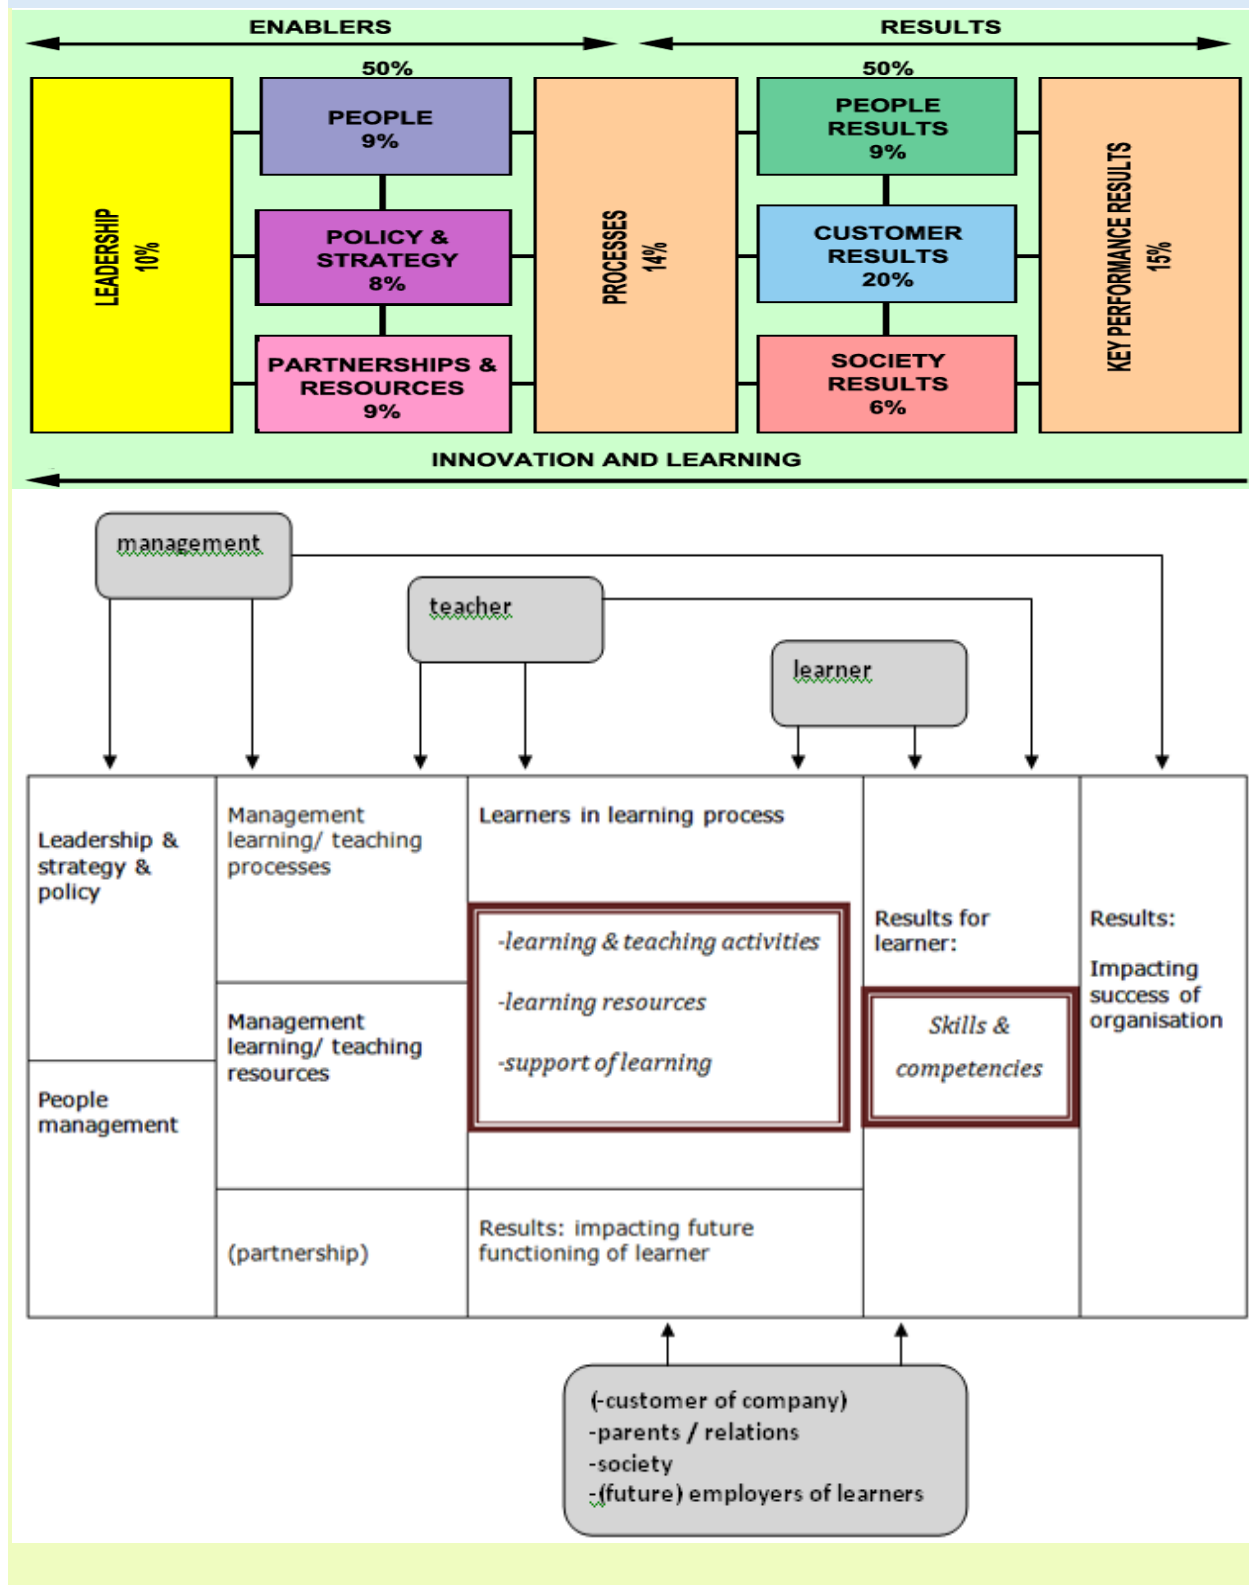 ENABLERS
RESULTS
50%
50%
LEADERSHIP
10%
PEOPLE
9%
POLICY &
STRATEGY
8%
PARTNERSHIPS &
RESOURCES
9%
PROCESSES
14%
PEOPLE
RESULTS
9%
CUSTOMER
RESULTS
20%
SOCIETY
RESULTS
6%
KEY PERFORMANCE RESULTS
15%
INNOVATION AND LEARNING
management
teacher
learner
Leadership &
strategy &
policy
People
management
Management
learning/ teaching
processes
Management
learning/ teaching
resources
(partnership)
Learners in learning process
-learning & teaching activities
-learning resources
-support of learning
Results: impacting future
functioning of learner
Results for
learner:
Skills &
competencies
Results:
Impacting
success of
organisation
(-customer of company)
-parents / relations
-society
-(future) employers of learners